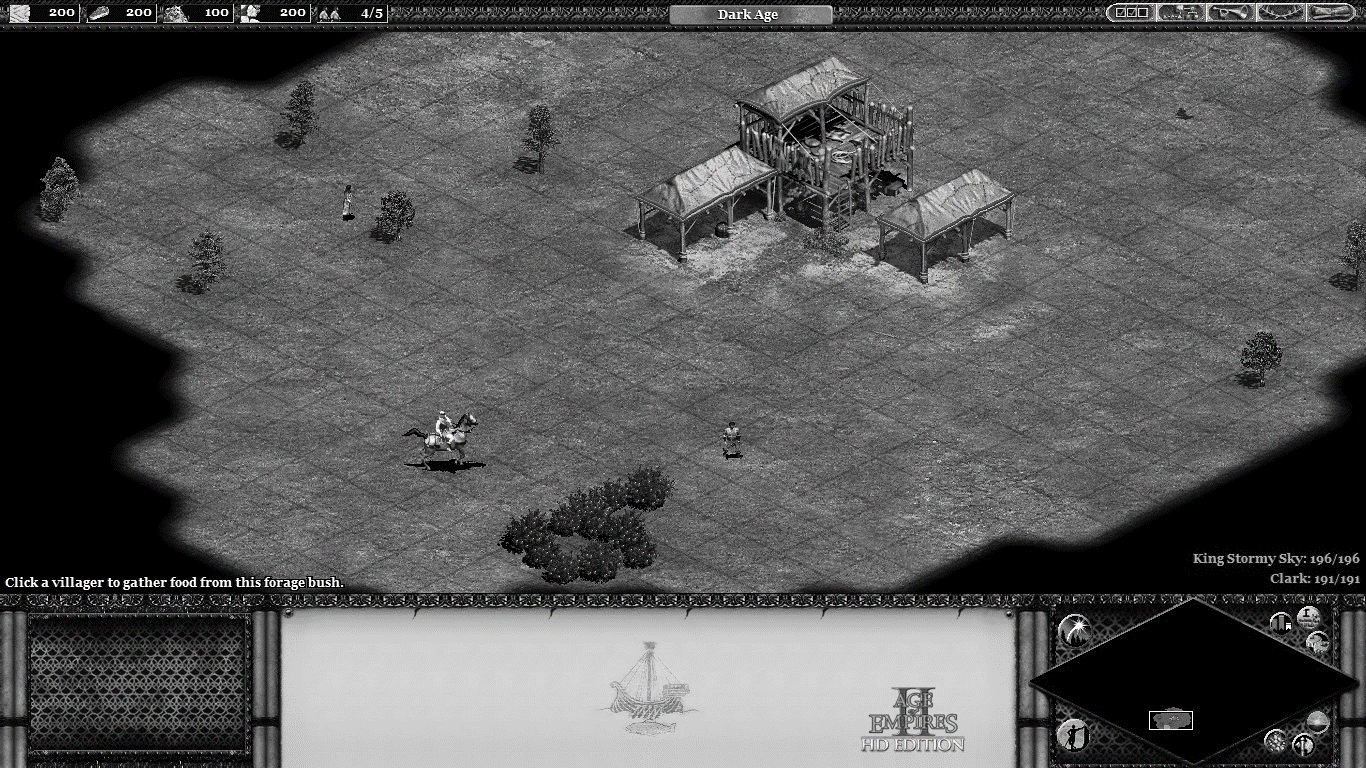 200
200
100
200
4/5
Dark Age
King Stormy Sky: 196/196
Clark: 191/191
Click a villager to gather food from this forage bush.
AGE
II
EMPIRES
HD EDITION